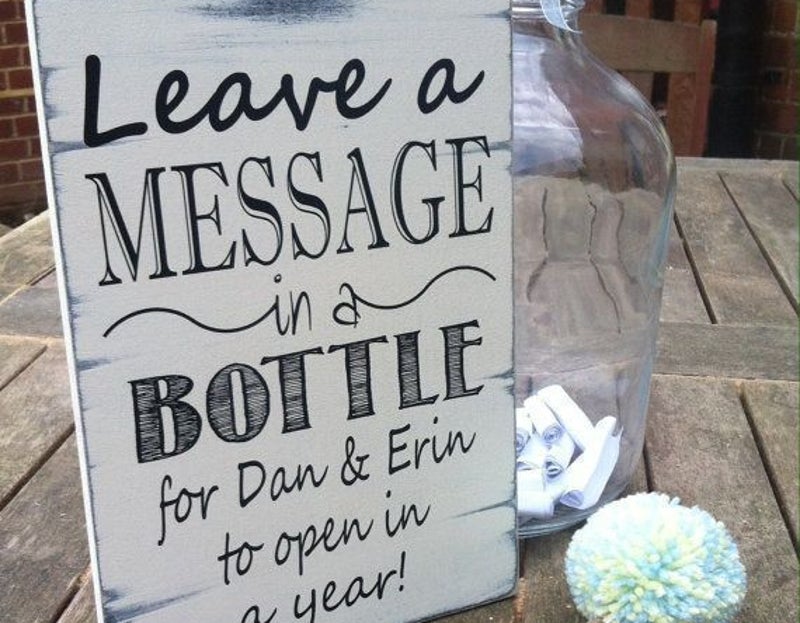 Leave a
MESSAGE
in a
BOTTLE
for Dan & Erin
to open in
a year!